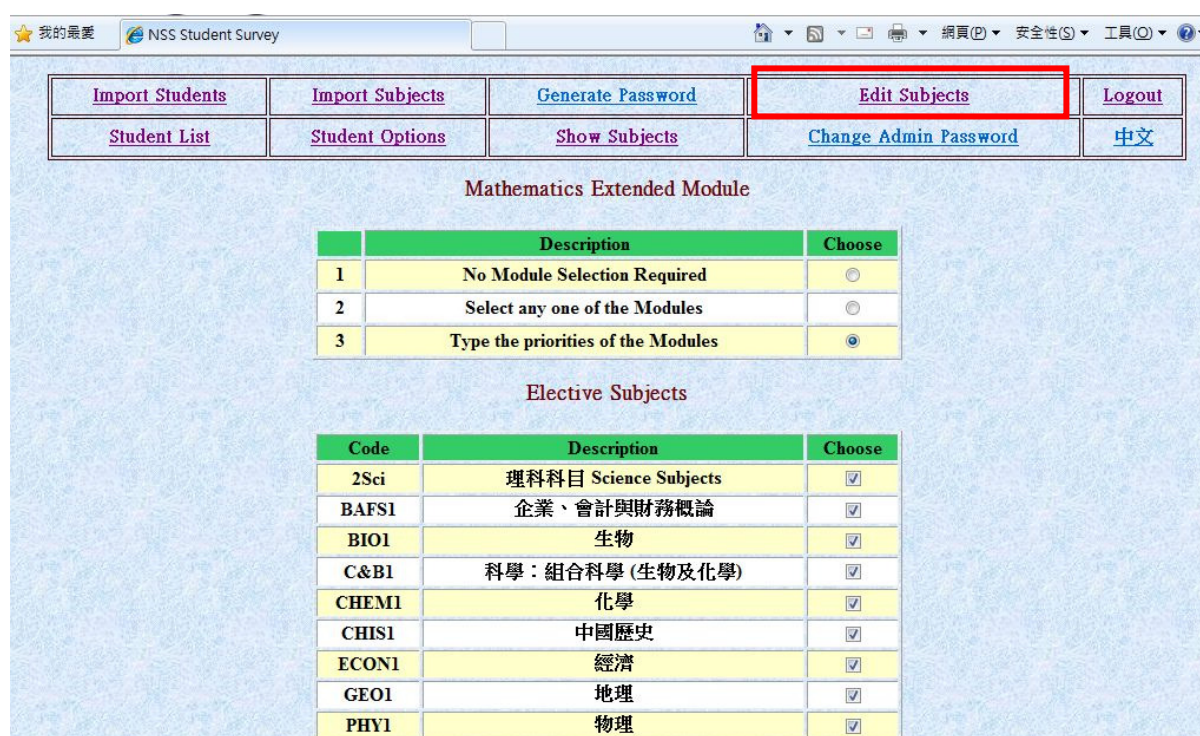 我的最愛 NSS Student Survey 網頁(P) 安全性(S) 工具(O)
Import Students Import Subjects Generate Password Edit Subjects Logout
Student List Student Options Show Subjects Change Admin Password 中文
Mathematics Extended Module
Description Choose
1 No Module Selection Required
2 Select any one of the Modules
3 Type the priorities of the Modules
Elective Subjects
Code Description Choose
2Sci 理科科目 Science Subjects
BAFS1 企業、會計與財務概論
BIO1 生物
C&B1 科學：組合科學 (生物及化學)
CHEM1 化學
CHIS1 中國歷史
ECON1 經濟
GEO1 地理
PHY1 物理